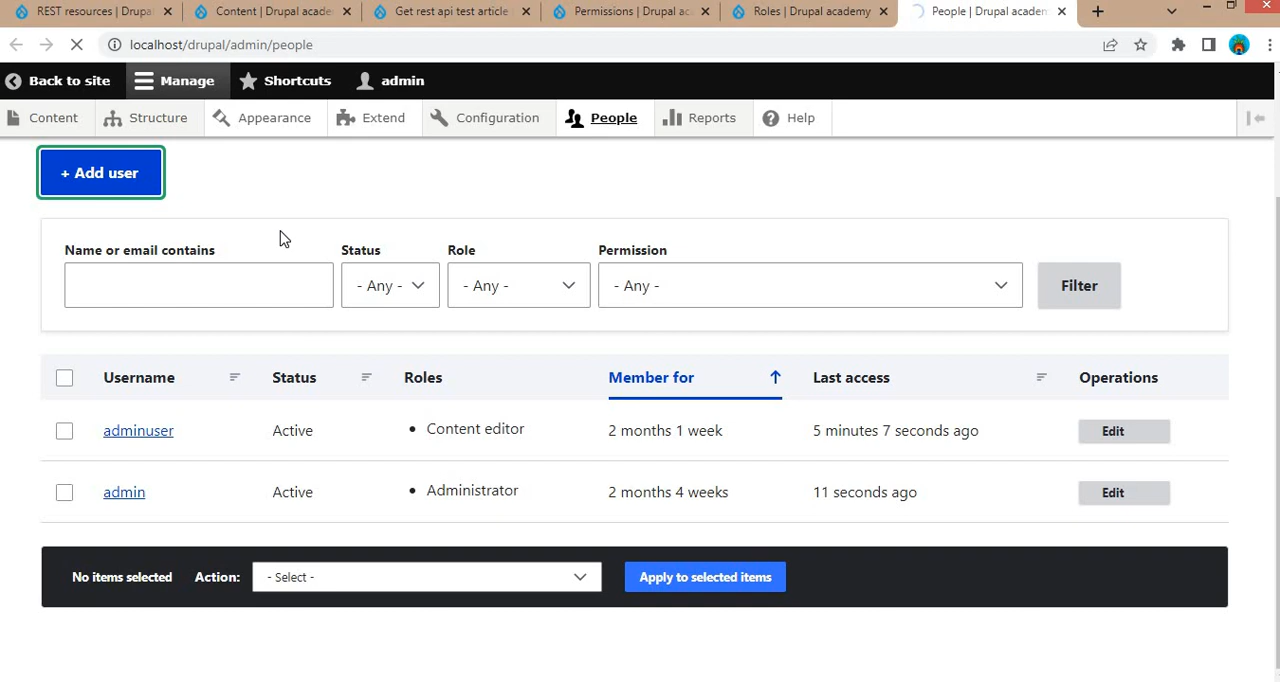 REST resources | Drupal
Content | Drupal acade
Get rest api test article
Permissions | Drupal ac
Roles | Drupal academy
People | Drupal academ
localhost/drupal/admin/people
Back to site
Manage
Shortcuts
admin
Content
Structure
Appearance
Extend
Configuration
People
Reports
Help
+ Add user
Name or email contains
Status
Role
Permission
- Any -
- Any -
- Any -
Filter
Username
Status
Roles
Member for
Last access
Operations
adminuser
Active
Content editor
2 months 1 week
5 minutes 7 seconds ago
Edit
admin
Active
Administrator
2 months 4 weeks
11 seconds ago
Edit
No items selected
Action:
- Select -
Apply to selected items